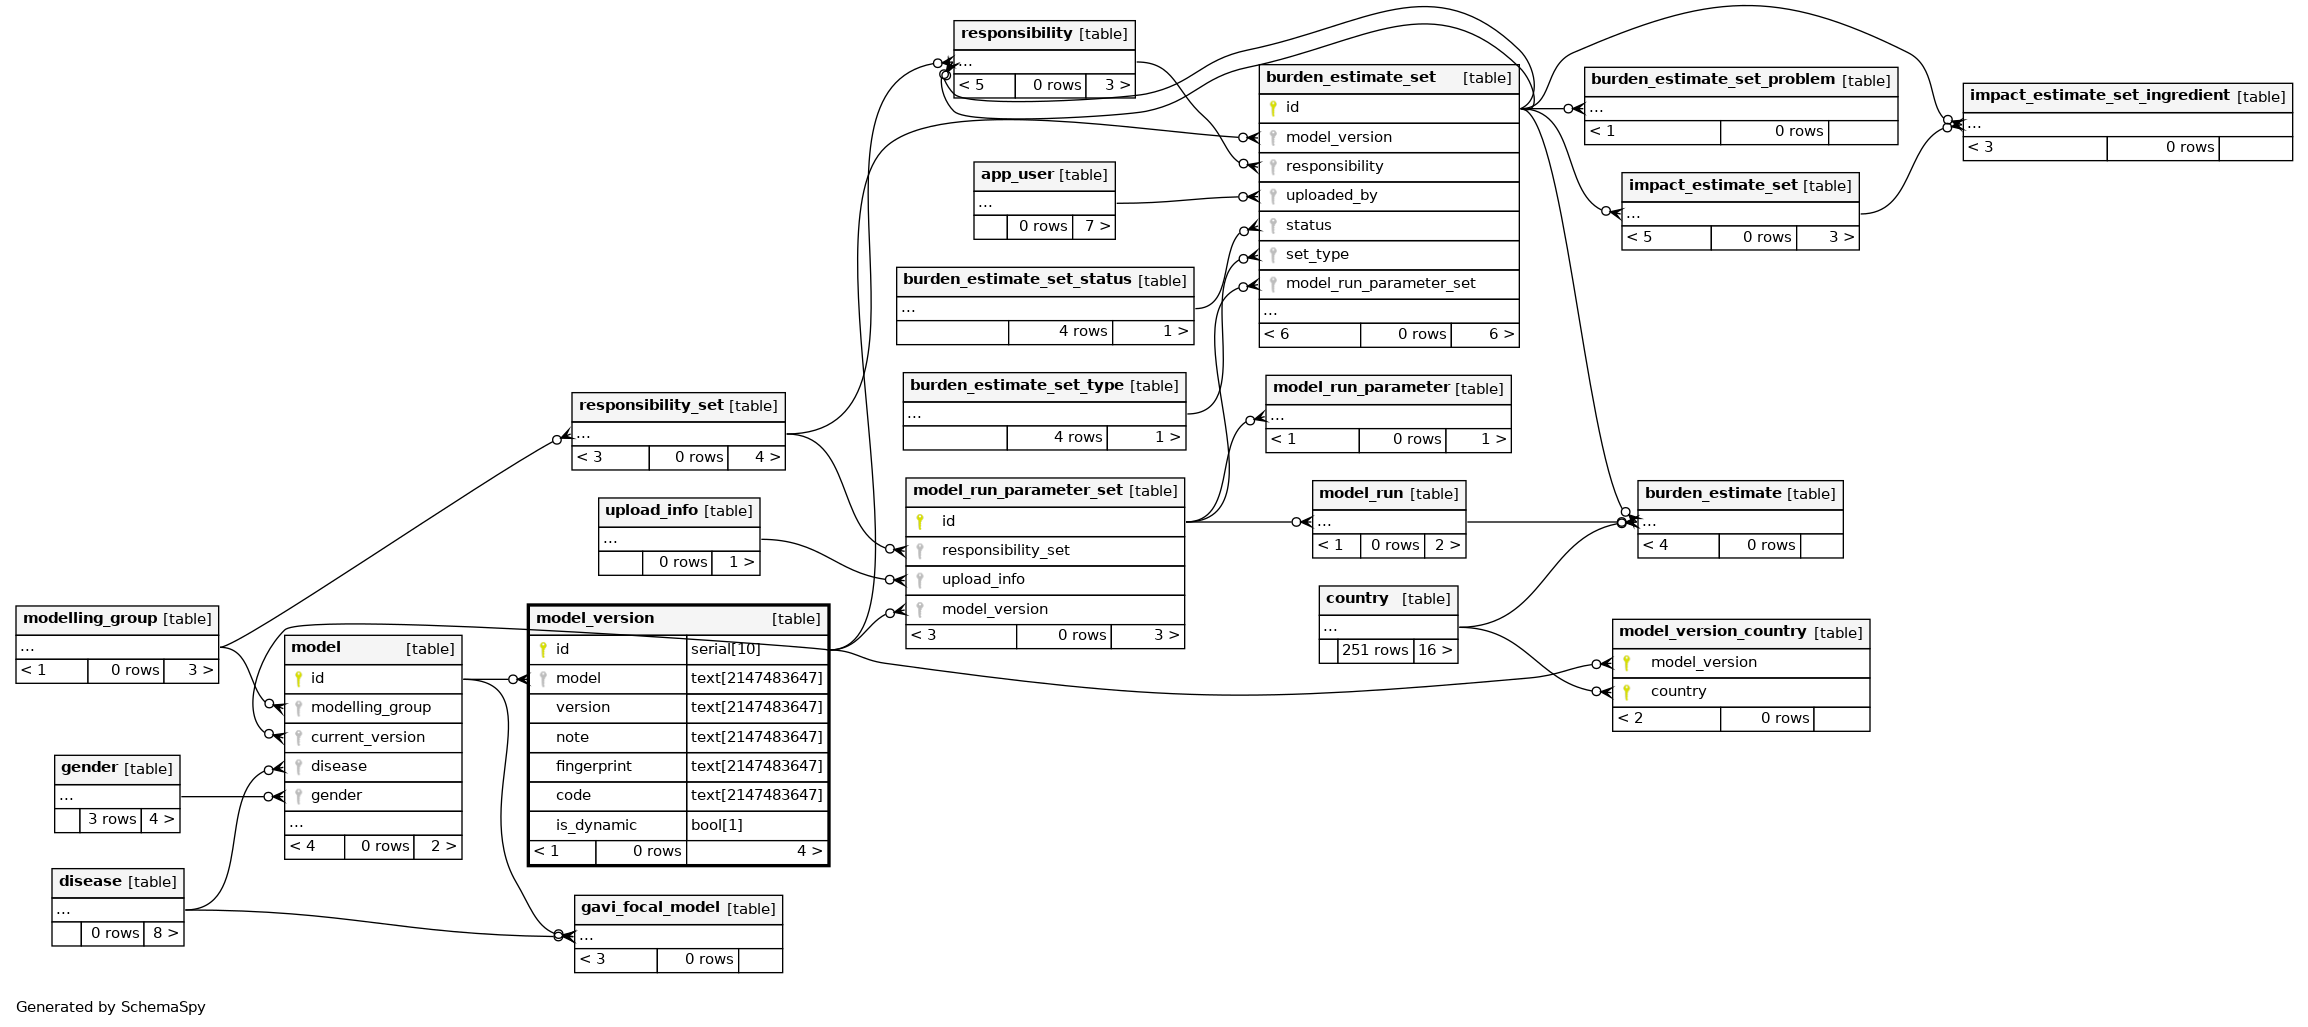 responsibility [table]
...
< 5 0 rows 3 >
burden_estimate_set [table]
id
model_version
responsibility
uploaded_by
status
set_type
model_run_parameter_set
...
< 6 0 rows 6 >
burden_estimate_set_problem [table]
...
< 1 0 rows
impact_estimate_set_ingredient [table]
...
< 3 0 rows
app_user [table]
...
0 rows 7 >
impact_estimate_set [table]
...
< 5 0 rows 3 >
burden_estimate_set_status [table]
...
4 rows 1 >
burden_estimate_set_type [table]
...
4 rows 1 >
model_run_parameter [table]
...
< 1 0 rows 1 >
responsibility_set [table]
...
< 3 0 rows 4 >
upload_info [table]
...
0 rows 1 >
model_run_parameter_set [table]
id
responsibility_set
upload_info
model_version
< 3 0 rows 3 >
model_run [table]
...
< 1 0 rows 2 >
burden_estimate [table]
...
< 4 0 rows
country [table]
...
251 rows 16 >
model_version_country [table]
model_version
country
< 2 0 rows
modelling_group [table]
...
< 1 0 rows 3 >
model [table]
id
modelling_group
current_version
disease
gender
...
< 4 0 rows 2 >
model_version [table]
id serial[10]
model text[2147483647]
version text[2147483647]
note text[2147483647]
fingerprint text[2147483647]
code text[2147483647]
is_dynamic bool[1]
< 1 0 rows 4 >
gender [table]
...
3 rows 4 >
disease [table]
...
0 rows 8 >
gavi_focal_model [table]
...
< 3 0 rows
Generated by SchemaSpy